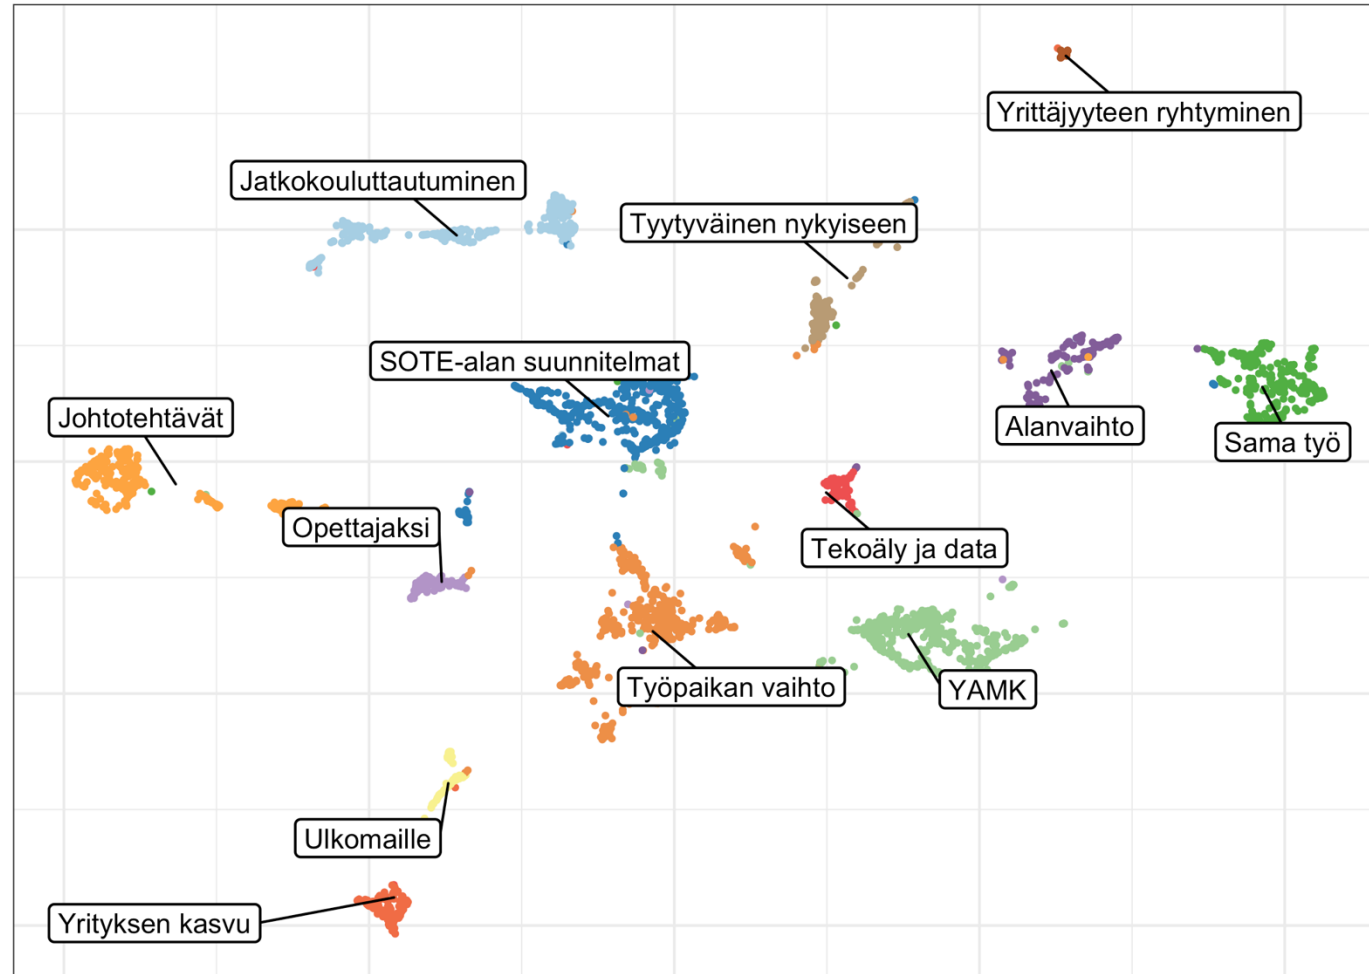 Yrittäjyyteen ryhtyminen
Jatkokouluttautuminen
Tyytyväinen nykyiseen
SOTE-alan suunnitelmat
Johtotehtävät
Alanvaihto
Sama työ
Opettajaksi
Tekoäly ja data
Työpaikan vaihto
YAMK
Ulkomaille
Yrityksen kasvu